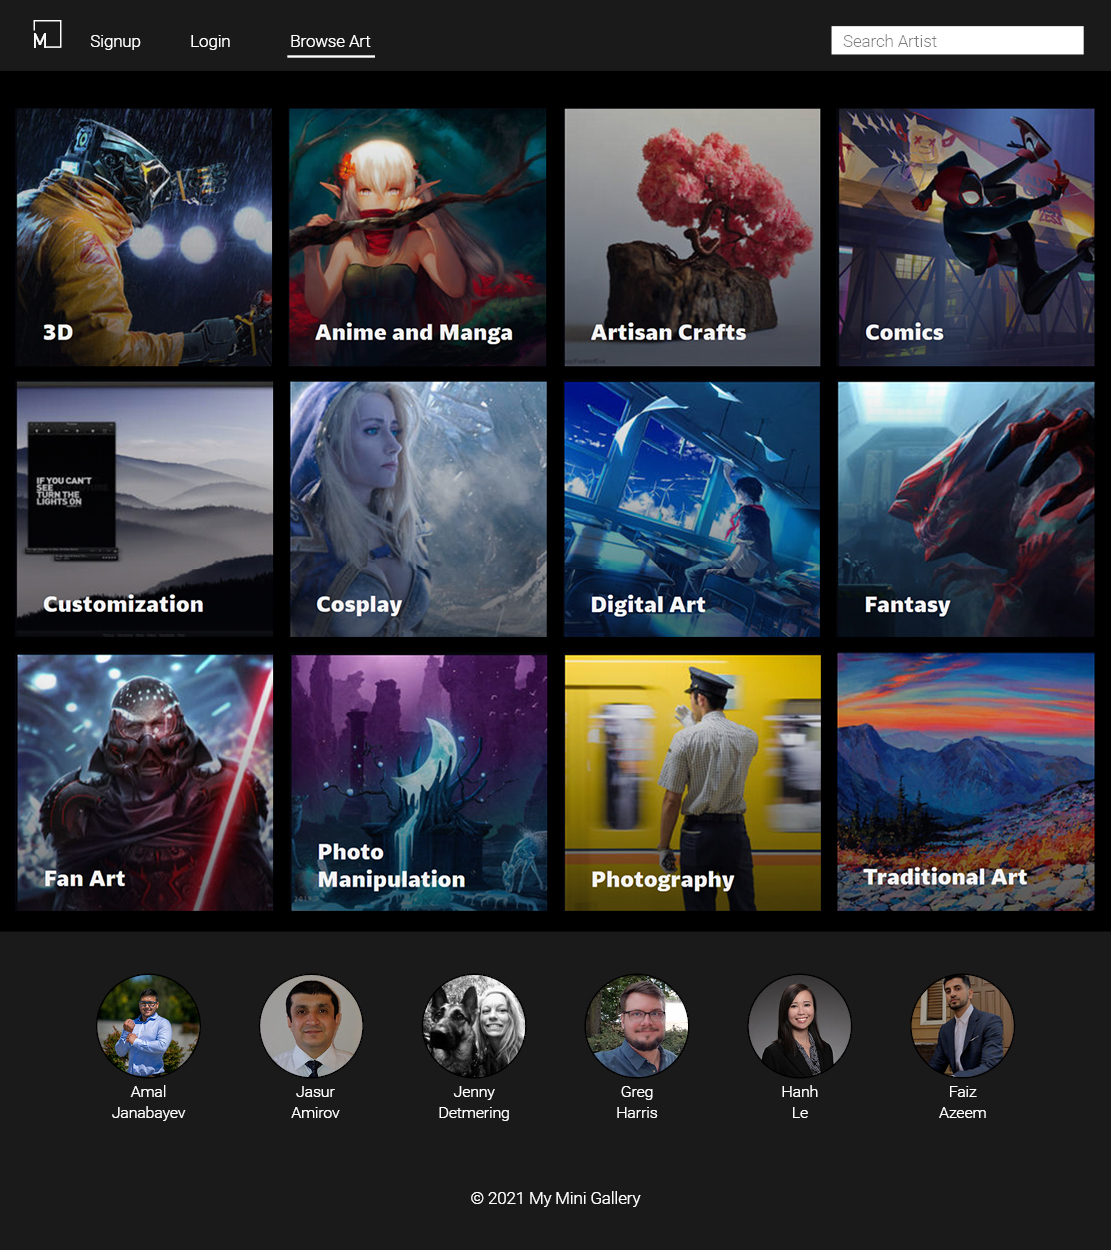 M
Signup
Login
Browse Art
Search Artist
3D
Anime and Manga
Artisan Crafts
Comics
IF YOU CAN'T
SEE
TURN THE
LIGHTS ON
Customization
Cosplay
Digital Art
Fantasy
Fan Art
Photo
Manipulation
Photography
Traditional Art
Amal
Janabayev
Jasur
Amirov
Jenny
Detmering
Greg
Harris
Hanh
Le
Faiz
Azeem
© 2021 My Mini Gallery